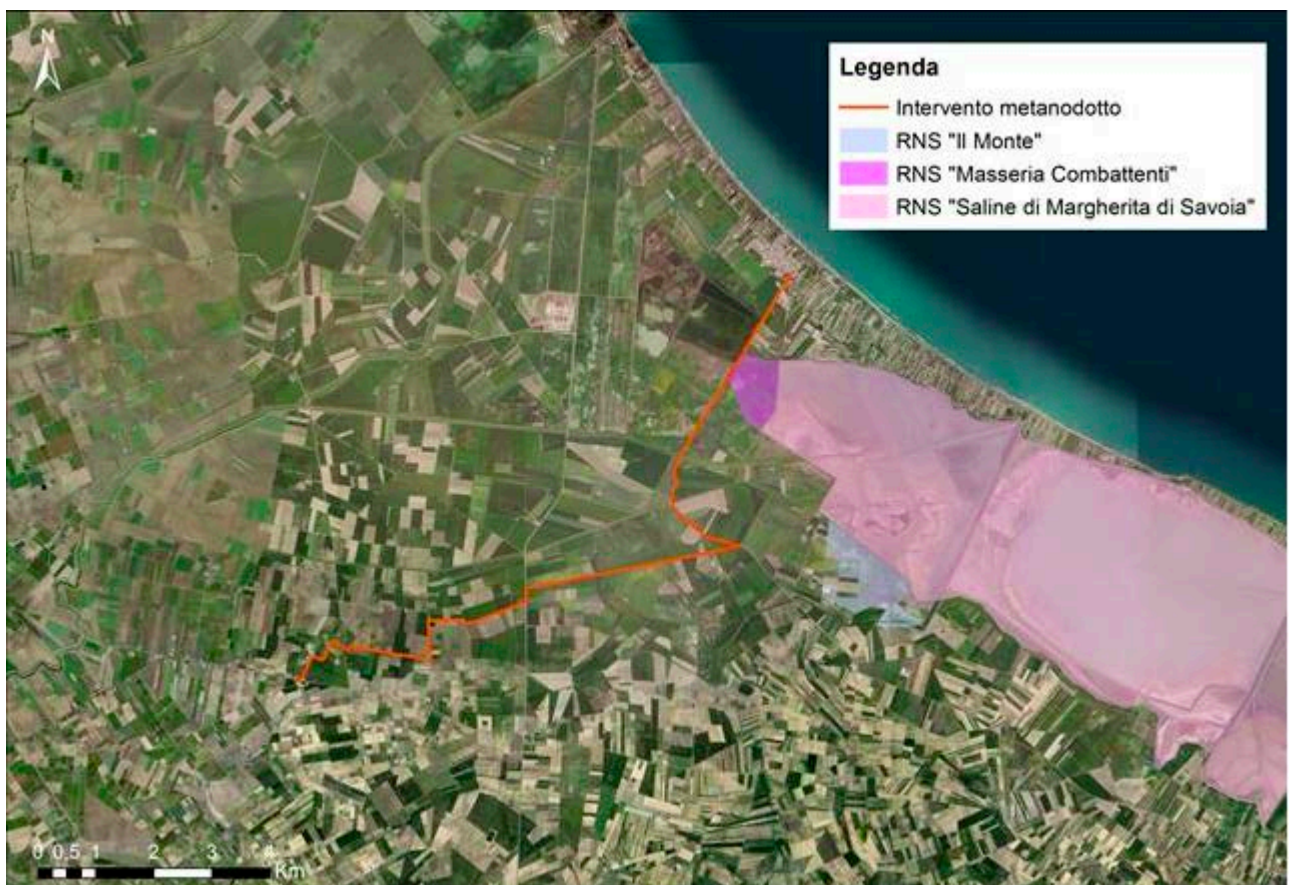 N
Legenda
Intervento metanodotto
RNS "Il Monte"
RNS "Masseria Combattenti"
RNS "Saline di Margherita di Savoia"
0 0,5 1 2 3 4
Km